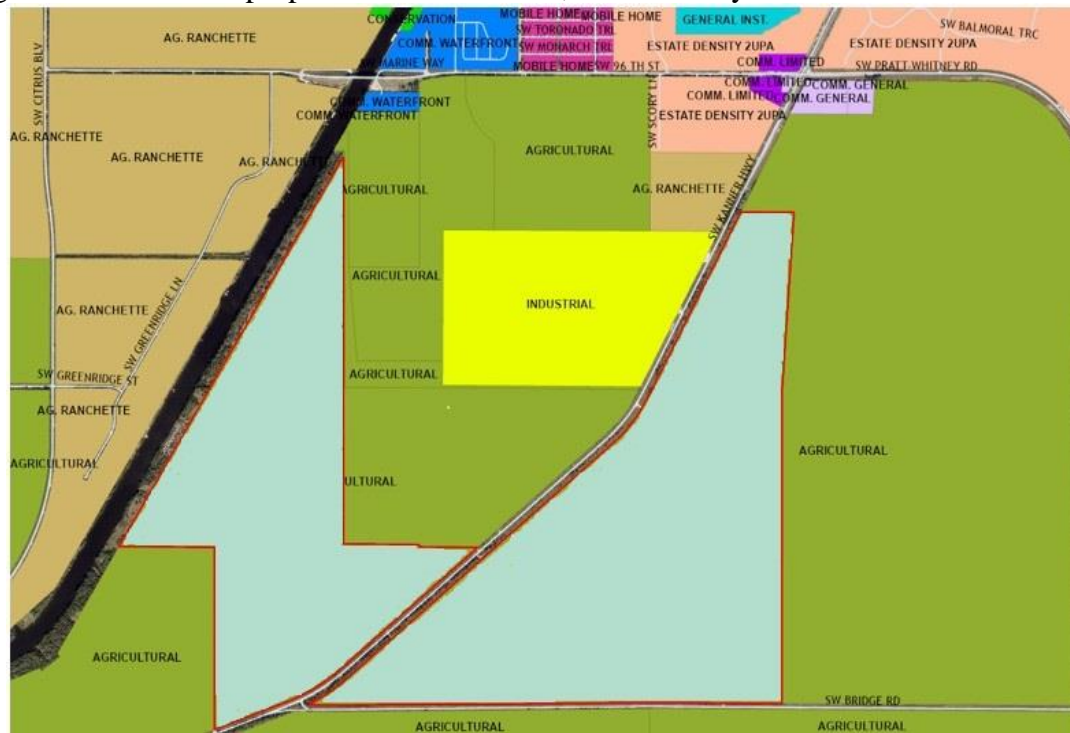 CONSERVATION
MOBILE HOME
MOBILE HOME
GENERAL INST.
SW BALMORAL TRC
AG. RANCHETTE
COMM. WATERFRONT
SW TORONADO TRL
SW MONARCH TRL
ESTATE DENSITY 2UPA
ESTATE DENSITY 2UPA
SW CITRUS BLV
SW MARINE WAY
MOBILE HOME
SW 96TH ST
COMM. LIMITED
SW PRATT WHITNEY RD
COMM. LIMITED
COMM. GENERAL
COMM. WATERFRONT
COMM. LIMITED
COMM. GENERAL
COMM. WATERFRONT
SW SCORY LN
ESTATE DENSITY 2UPA
AG. RANCHETTE
AG. RANCHETTE
AG. RANCHETTE
AGRICULTURAL
AGRICULTURAL
AG. RANCHETTE
SW KANNER HWY
AGRICULTURAL
AG. RANCHETTE
SW GREENRIDGE LN
INDUSTRIAL
SW GREENRIDGE ST
AGRICULTURAL
AG. RANCHETTE
AGRICULTURAL
AGRICULTURAL
ULTURAL
AGRICULTURAL
SW BRIDGE RD
AGRICULTURAL
AGRICULTURAL